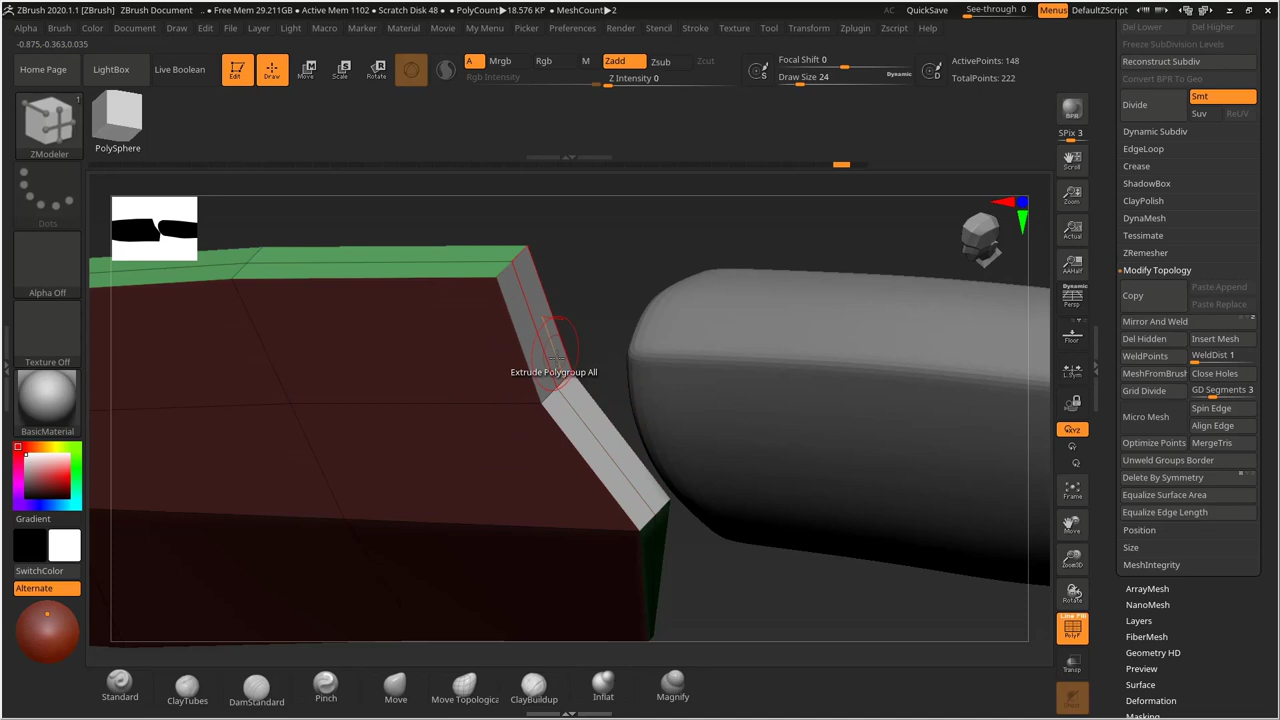 ZBrush 2020.1.1 [ZBrush] ZBrush Document .. ● Free Mem 29.211GB ● Active Mem 1102 ● Scratch Disk 48 ● PolyCount▸18.576 KP ● MeshCount▸2
AC QuickSave See-through 0 Menus DefaultZScript
Alpha Brush Color Document Draw Edit File Layer Light Macro Marker Material Movie My Menu Picker Preferences Render Stencil Stroke Texture Tool Transform Zplugin Zscript Help
-0.875,-0.363,0.035
Home Page LightBox Live Boolean
Edit Draw Move Scale Rotate
A Mrgb Rgb M Zadd Zsub Zcut
Rgb Intensity Z Intensity 0
S
Focal Shift 0
Draw Size 24 Dynamic
D
ActivePoints: 148
TotalPoints: 222
1
ZModeler
PolySphere
Dots
Alpha Off
Texture Off
BasicMaterial
Gradient
SwitchColor
Alternate
Extrude Polygroup All
Standard
ClayTubes
DamStandard
Pinch
Move
Move Topologica
ClayBuildup
Inflat
Magnify
BPR
SPix 3
Scroll
Zoom
Actual
AAHalf
Dynamic
Persp
Floor
L.Sym
XYZ
Y
Z
Frame
Move
Zoom3D
Rotate
Line Fill
PolyF
Transp
Ghost
Del Lower Del Higher
Freeze SubDivision Levels
Reconstruct Subdiv
Convert BPR To Geo
Divide Smt
Suv ReUV
Dynamic Subdiv
EdgeLoop
Crease
ShadowBox
ClayPolish
DynaMesh
Tessimate
ZRemesher
Modify Topology
Copy Paste Append
Paste Replace
Mirror And Weld
Del Hidden Insert Mesh
WeldPoints WeldDist 1
MeshFromBrush Close Holes
Grid Divide GD Segments 3
Micro Mesh Spin Edge
Align Edge
Optimize Points MergeTris
Unweld Groups Border
Delete By Symmetry
Equalize Surface Area
Equalize Edge Length
Position
Size
MeshIntegrity
ArrayMesh
NanoMesh
Layers
FiberMesh
Geometry HD
Preview
Surface
Deformation
Masking